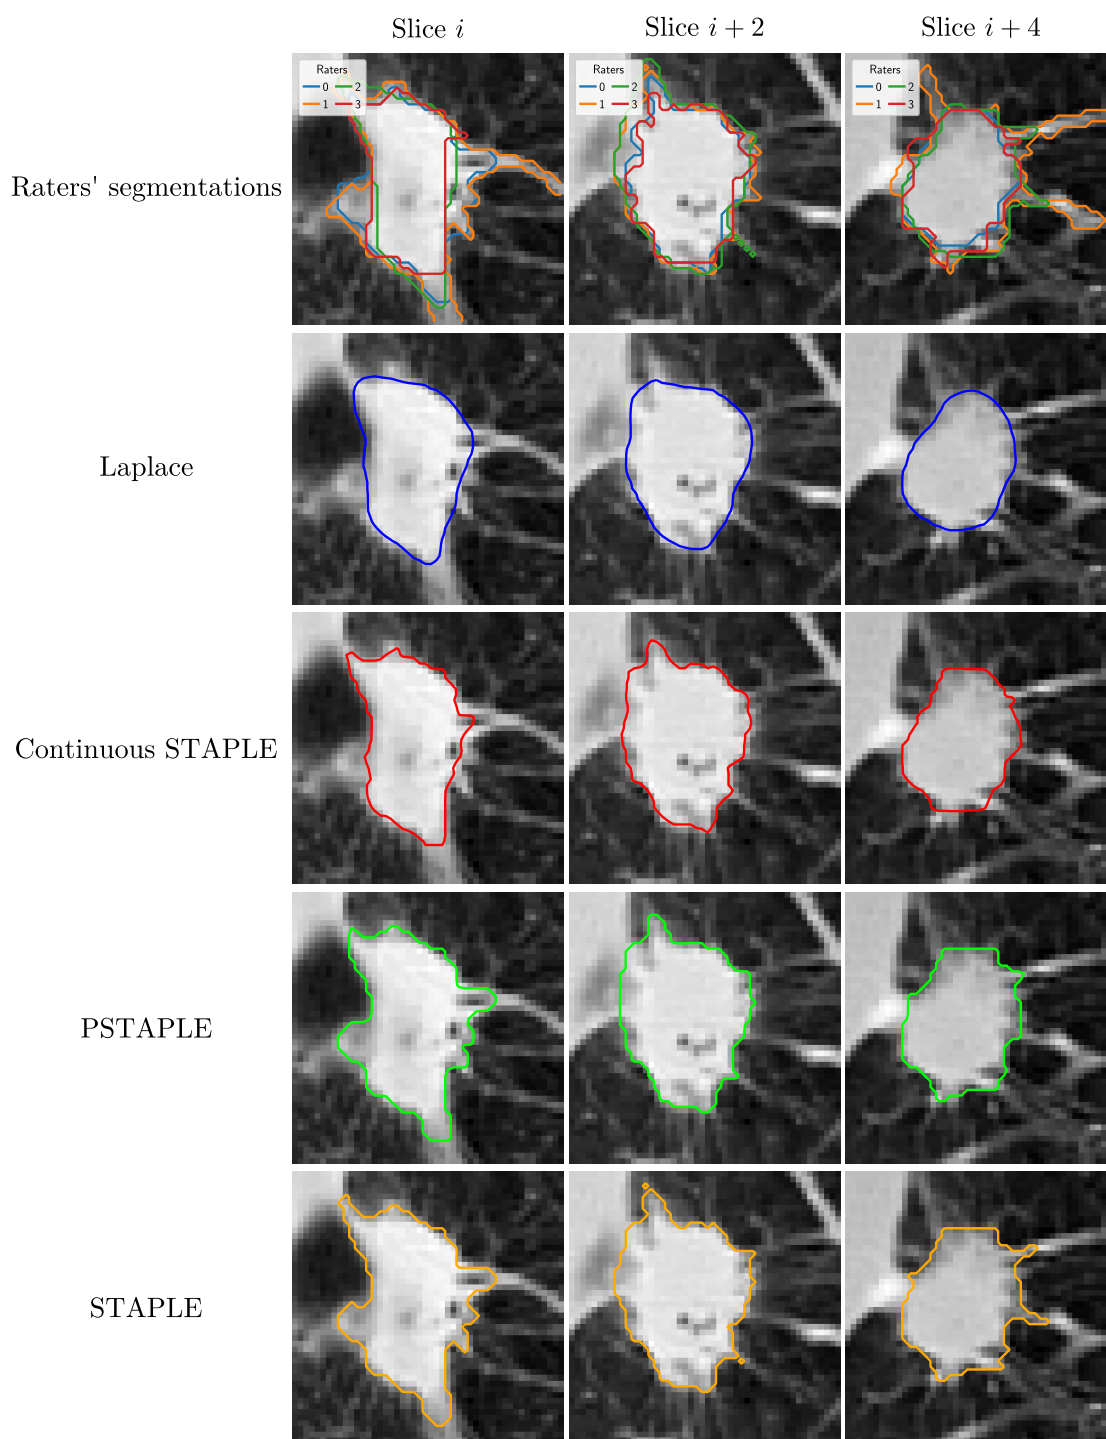 Slice i
Slice i + 2
Slice i + 4
Raters' segmentations
Raters
0 2
1 3
Raters
0 2
1 3
Raters
0 2
1 3
Laplace
Continuous STAPLE
PSTAPLE
STAPLE